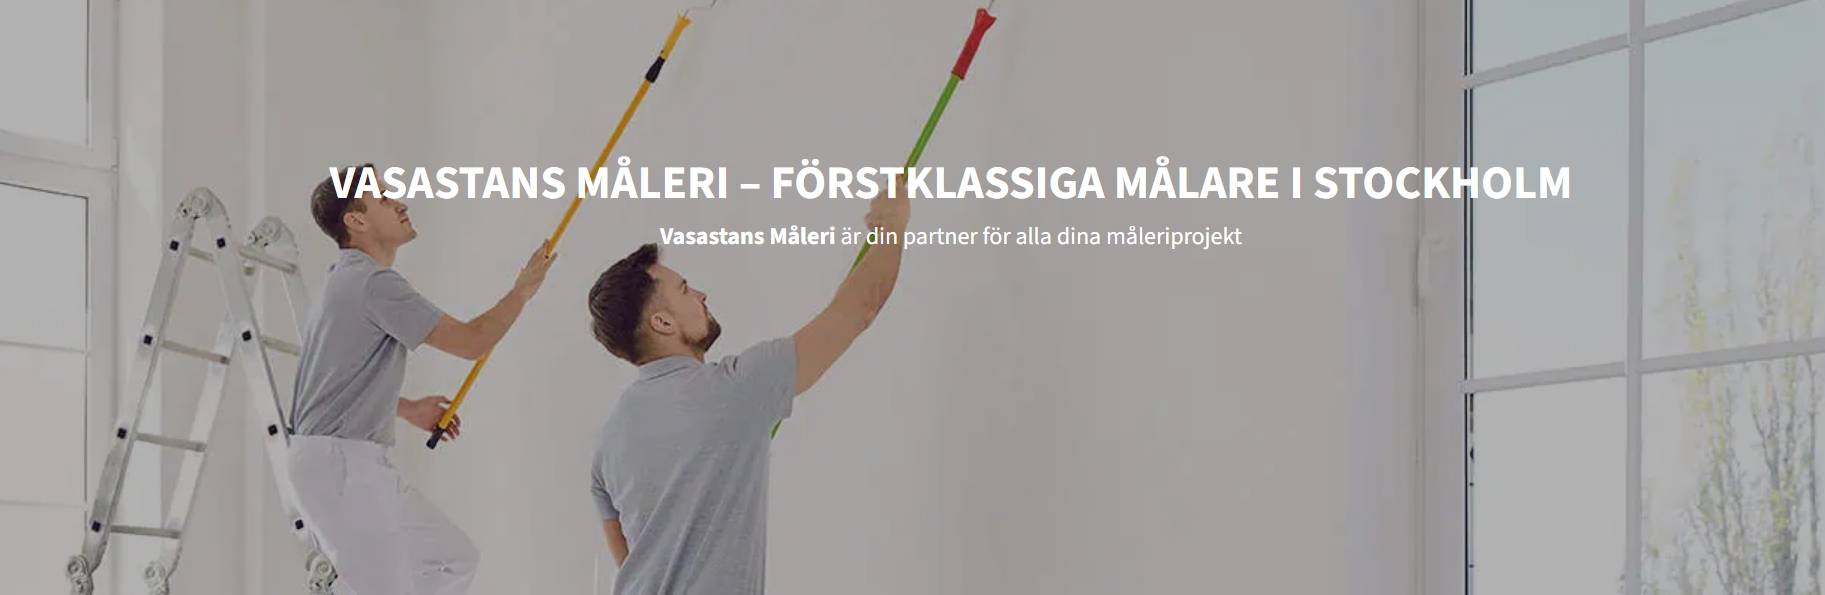 VASASTANS MÅLERI – FÖRSTKLASSIGA MÅLARE I STOCKHOLM
Vasastans Måleri är din partner för alla dina måleriprojekt